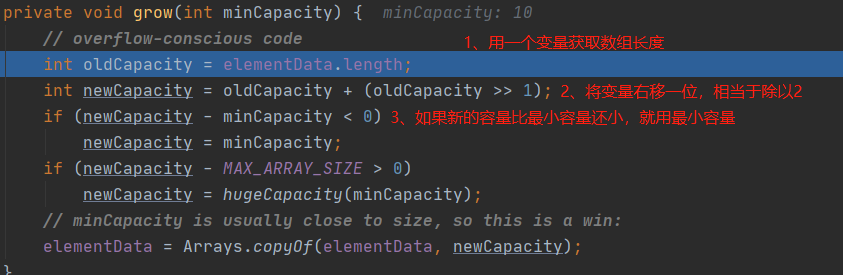 private void grow(int minCapacity) { minCapacity: 10
// overflow-conscious code 1、用一个变量获取数组长度
int oldCapacity = elementData.length;
int newCapacity = oldCapacity + (oldCapacity >> 1); 2、将变量右移一位，相当于除以2
if (newCapacity - minCapacity < 0) 3、如果新的容量比最小容量还小，就用最小容量
newCapacity = minCapacity;
if (newCapacity - MAX_ARRAY_SIZE > 0)
newCapacity = hugeCapacity(minCapacity);
// minCapacity is usually close to size, so this is a win:
elementData = Arrays.copyOf(elementData, newCapacity);
}